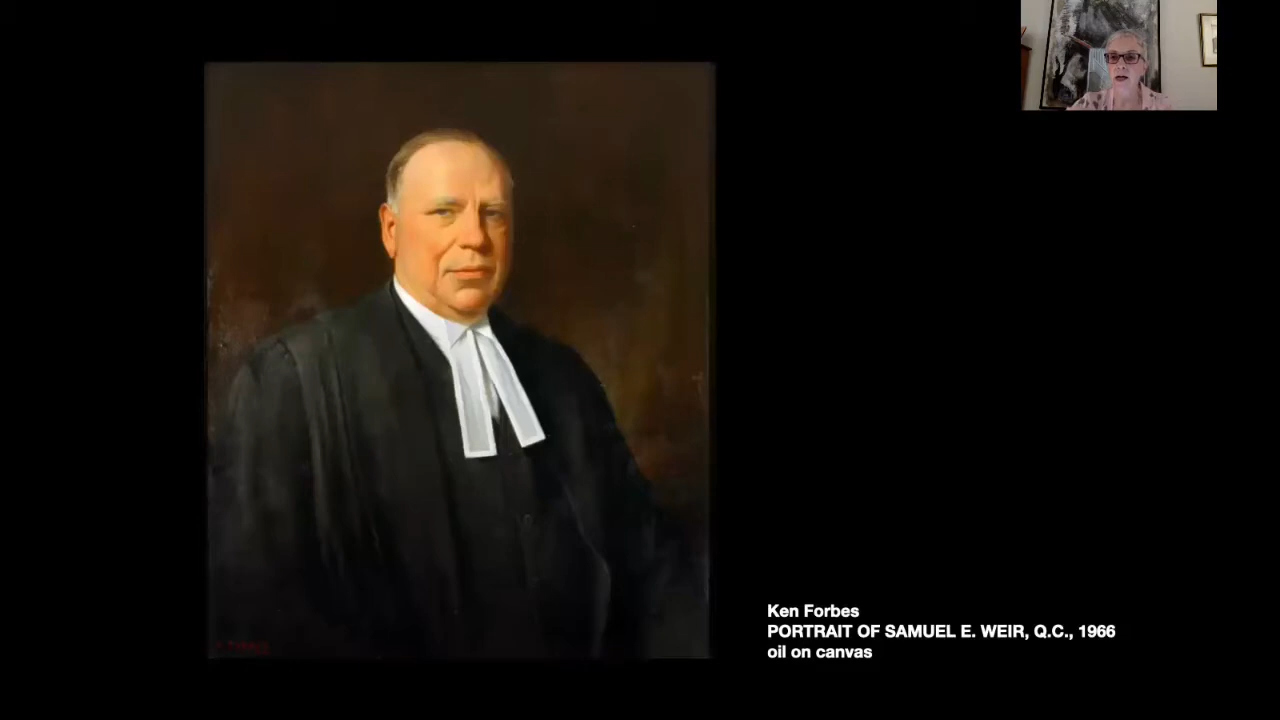 Ken Forbes
PORTRAIT OF SAMUEL E. WEIR, Q.C., 1966
oil on canvas